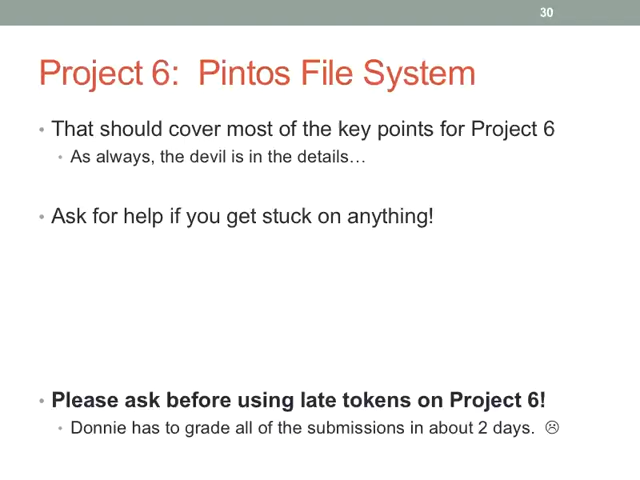 30
Project 6:  Pintos File System
• That should cover most of the key points for Project 6
• As always, the devil is in the details…
• Ask for help if you get stuck on anything!
• Please ask before using late tokens on Project 6!
• Donnie has to grade all of the submissions in about 2 days. ☹